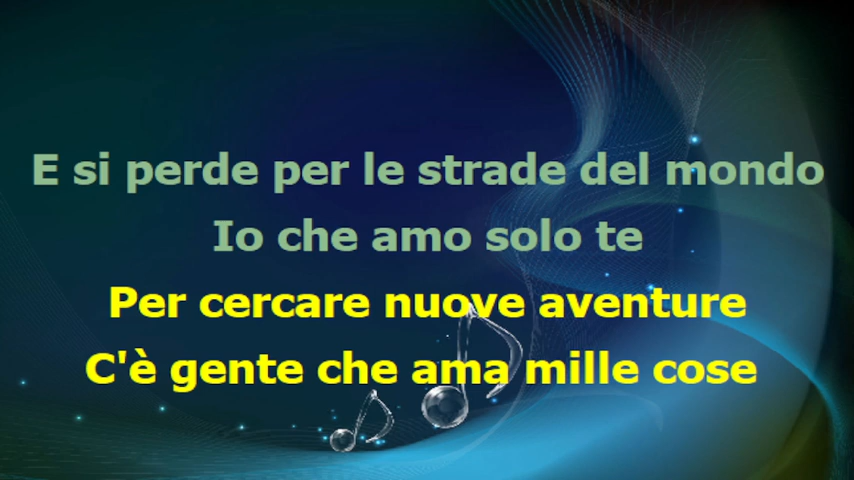 E si perde per le strade del mondo
Io che amo solo te
Per cercare nuove aventure
C'è gente che ama mille cose